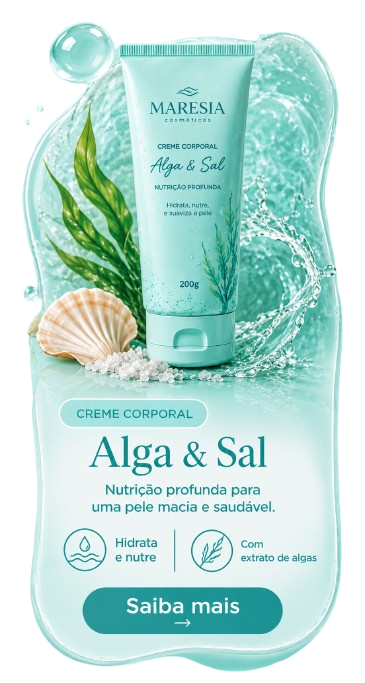 MARESIA
cosméticos
CREME CORPORAL
Alga & Sal
NUTRIÇÃO PROFUNDA
Hidrata, nutre,
e suaviza a pele
200g
CREME CORPORAL
Alga & Sal
Nutrição profunda para
uma pele macia e saudável.
Hidrata
e nutre
Com
extrato de algas
Saiba mais
→